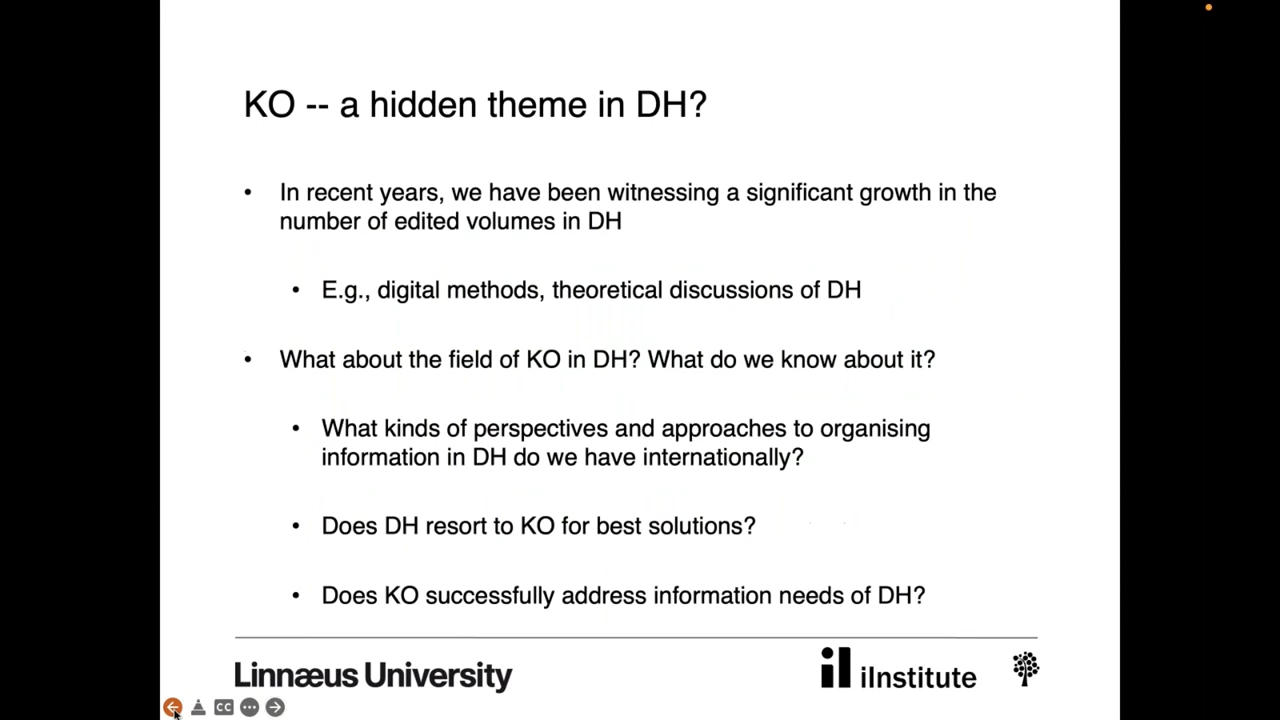 KO -- a hidden theme in DH?
• In recent years, we have been witnessing a significant growth in the
number of edited volumes in DH
• E.g., digital methods, theoretical discussions of DH
• What about the field of KO in DH? What do we know about it?
• What kinds of perspectives and approaches to organising
information in DH do we have internationally?
• Does DH resort to KO for best solutions?
• Does KO successfully address information needs of DH?
Linnæus University
iInstitute
CC